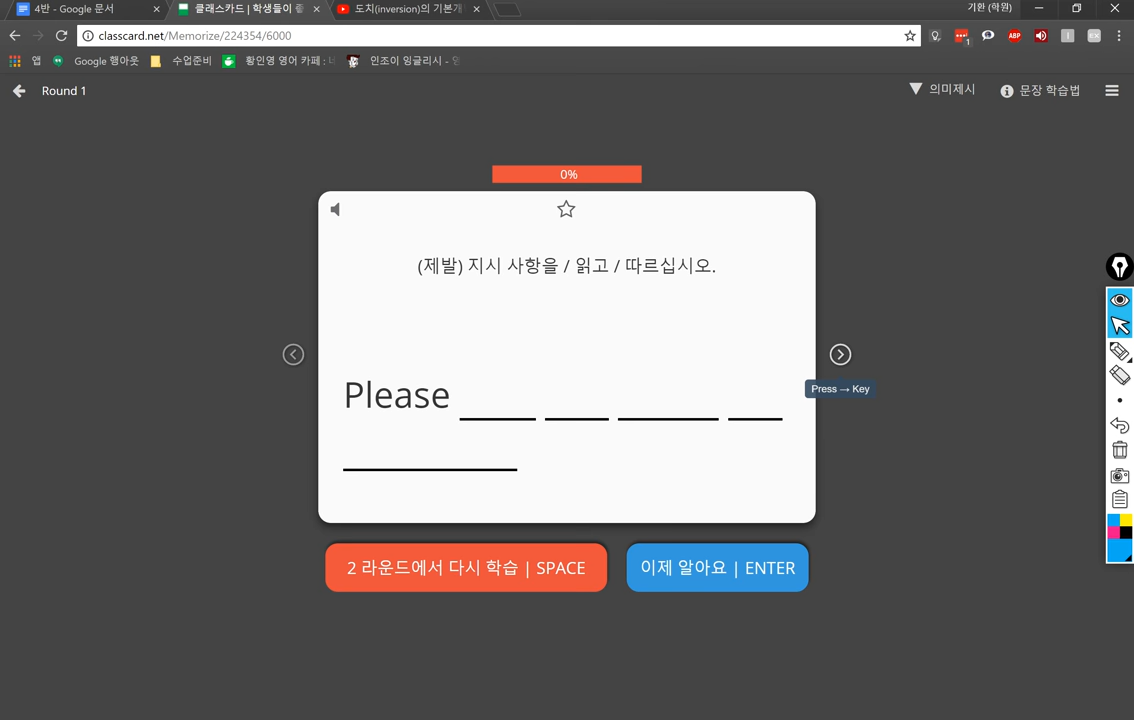 4반 - Google 문서
클래스카드 | 학생들이 좋
도치(inversion)의 기본개
기환 (학원)
classcard.net/Memorize/224354/6000
1
ABP
앱
Google 행아웃
수업준비
황인영 영어 카페 : 네
인조이 잉글리시 - 영
Round 1
의미제시
문장 학습법
0%
(제발) 지시 사항을 / 읽고 / 따르십시오.
Please
Press → Key
2 라운드에서 다시 학습 | SPACE
이제 알아요 | ENTER